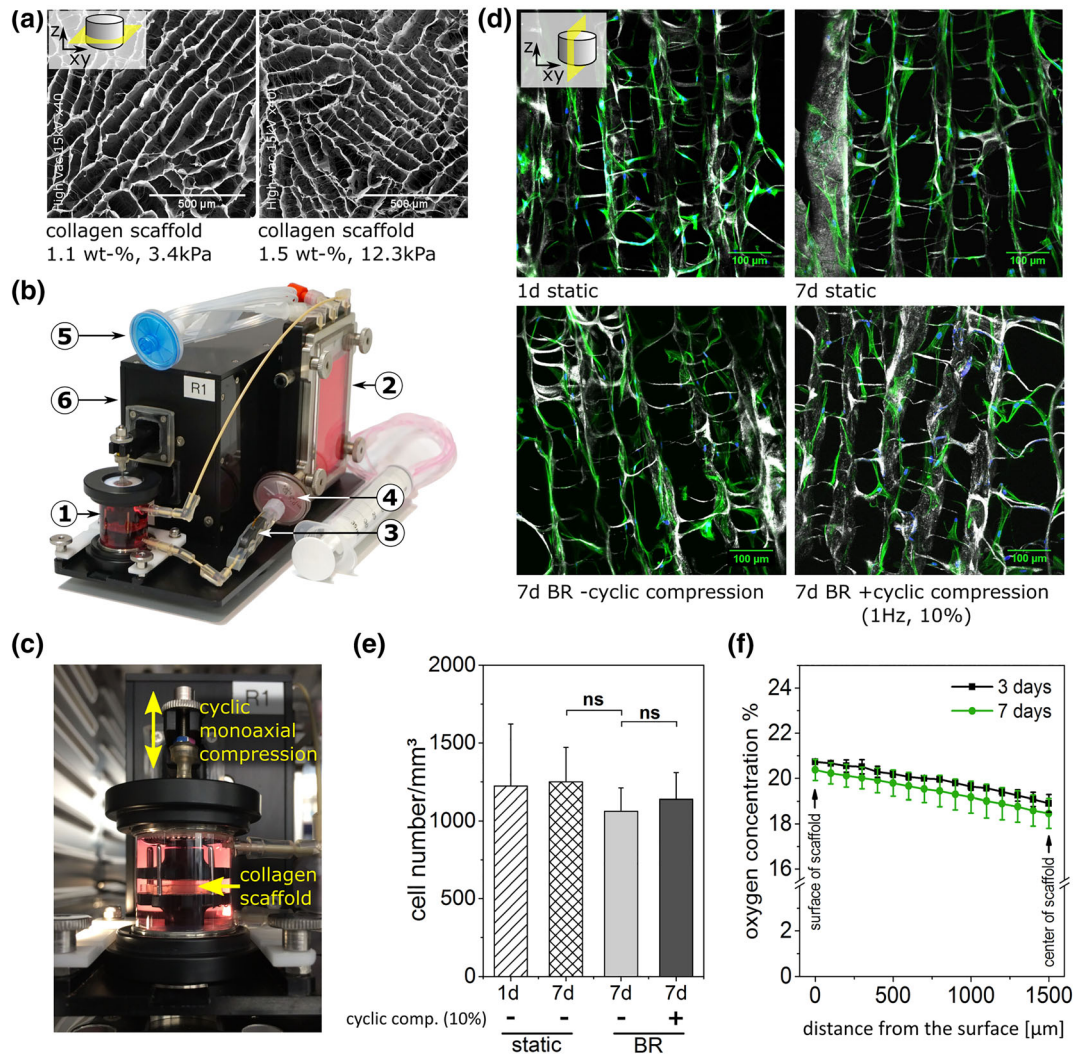 (a)
z
xy
High vac. 15kV x40
500 µm
High vac. 15kV x40
500 µm
collagen scaffold
1.1 wt-%, 3.4kPa
collagen scaffold
1.5 wt-%, 12.3kPa
(b)
5
6
R1
2
1
4
3
(c)
R1
cyclic
monoaxial
compression
collagen
scaffold
(d)
z
xy
100 µm
1d static
100 µm
7d static
100 µm
7d BR -cyclic compression
100 µm
7d BR +cyclic compression
(1Hz, 10%)
(e)
cell number/mm³
2000
1500
1000
500
0
ns
ns
1d 7d 7d 7d
cyclic comp. (10%) - - - +
static BR
(f)
oxygen concentration %
24
22
20
18
16
2
0
3 days
7 days
surface of scaffold
center of scaffold
0 500 1000 1500
distance from the surface [µm]